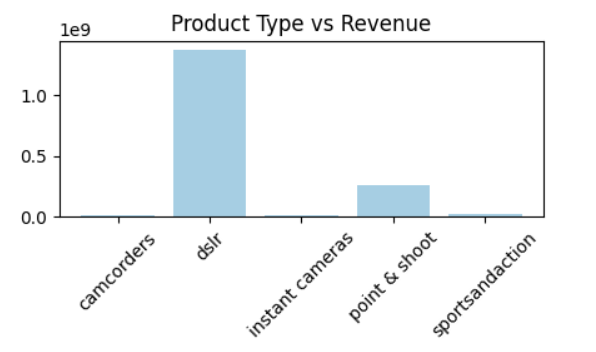 Product Type vs Revenue
1e9
1.0
0.5
0.0
camcorders
dslr
instant cameras
point & shoot
sportsandaction